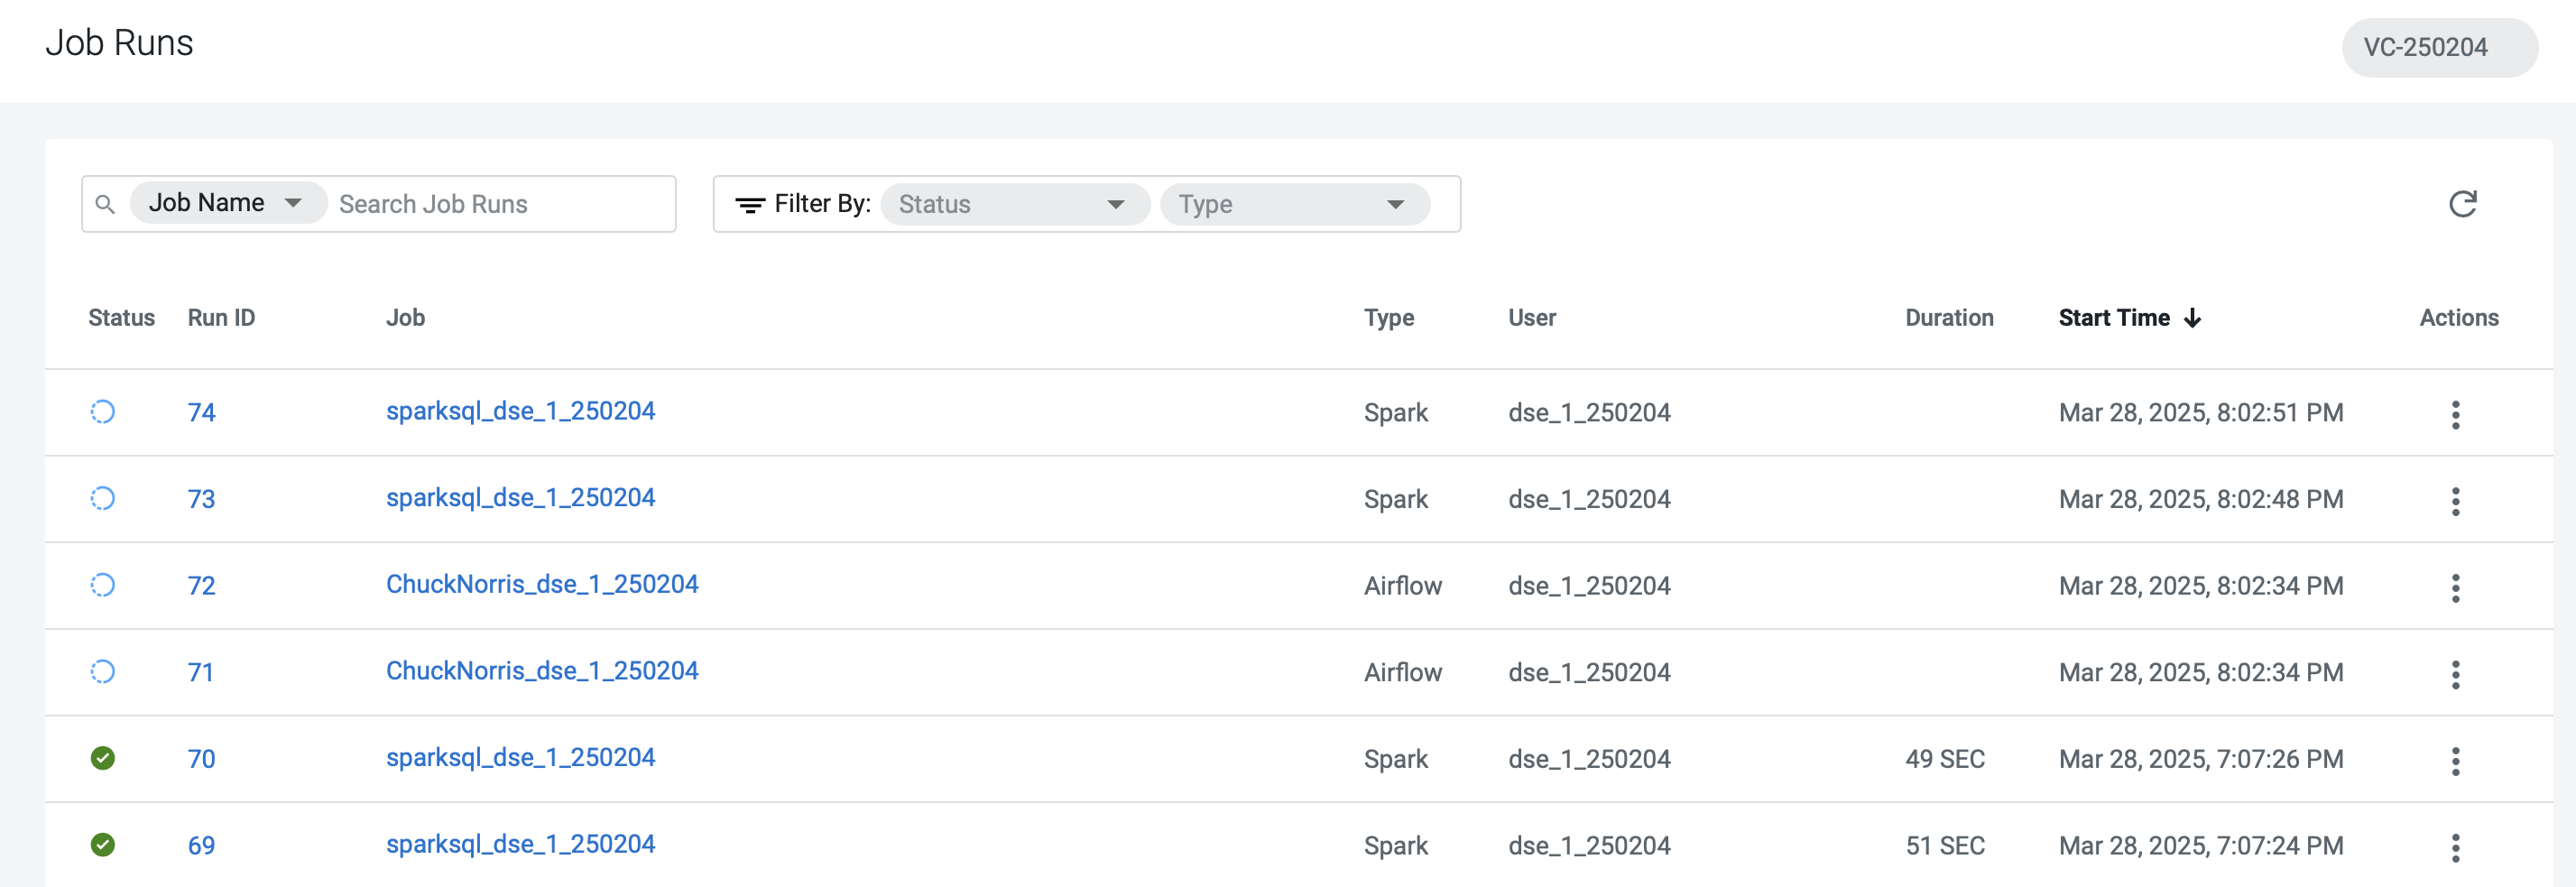 Job Runs
VC-250204
Job Name Search Job Runs Filter By: Status Type
Status Run ID Job Type User Duration Start Time Actions
74 sparksql_dse_1_250204 Spark dse_1_250204 Mar 28, 2025, 8:02:51 PM
73 sparksql_dse_1_250204 Spark dse_1_250204 Mar 28, 2025, 8:02:48 PM
72 ChuckNorris_dse_1_250204 Airflow dse_1_250204 Mar 28, 2025, 8:02:34 PM
71 ChuckNorris_dse_1_250204 Airflow dse_1_250204 Mar 28, 2025, 8:02:34 PM
70 sparksql_dse_1_250204 Spark dse_1_250204 49 SEC Mar 28, 2025, 7:07:26 PM
69 sparksql_dse_1_250204 Spark dse_1_250204 51 SEC Mar 28, 2025, 7:07:24 PM